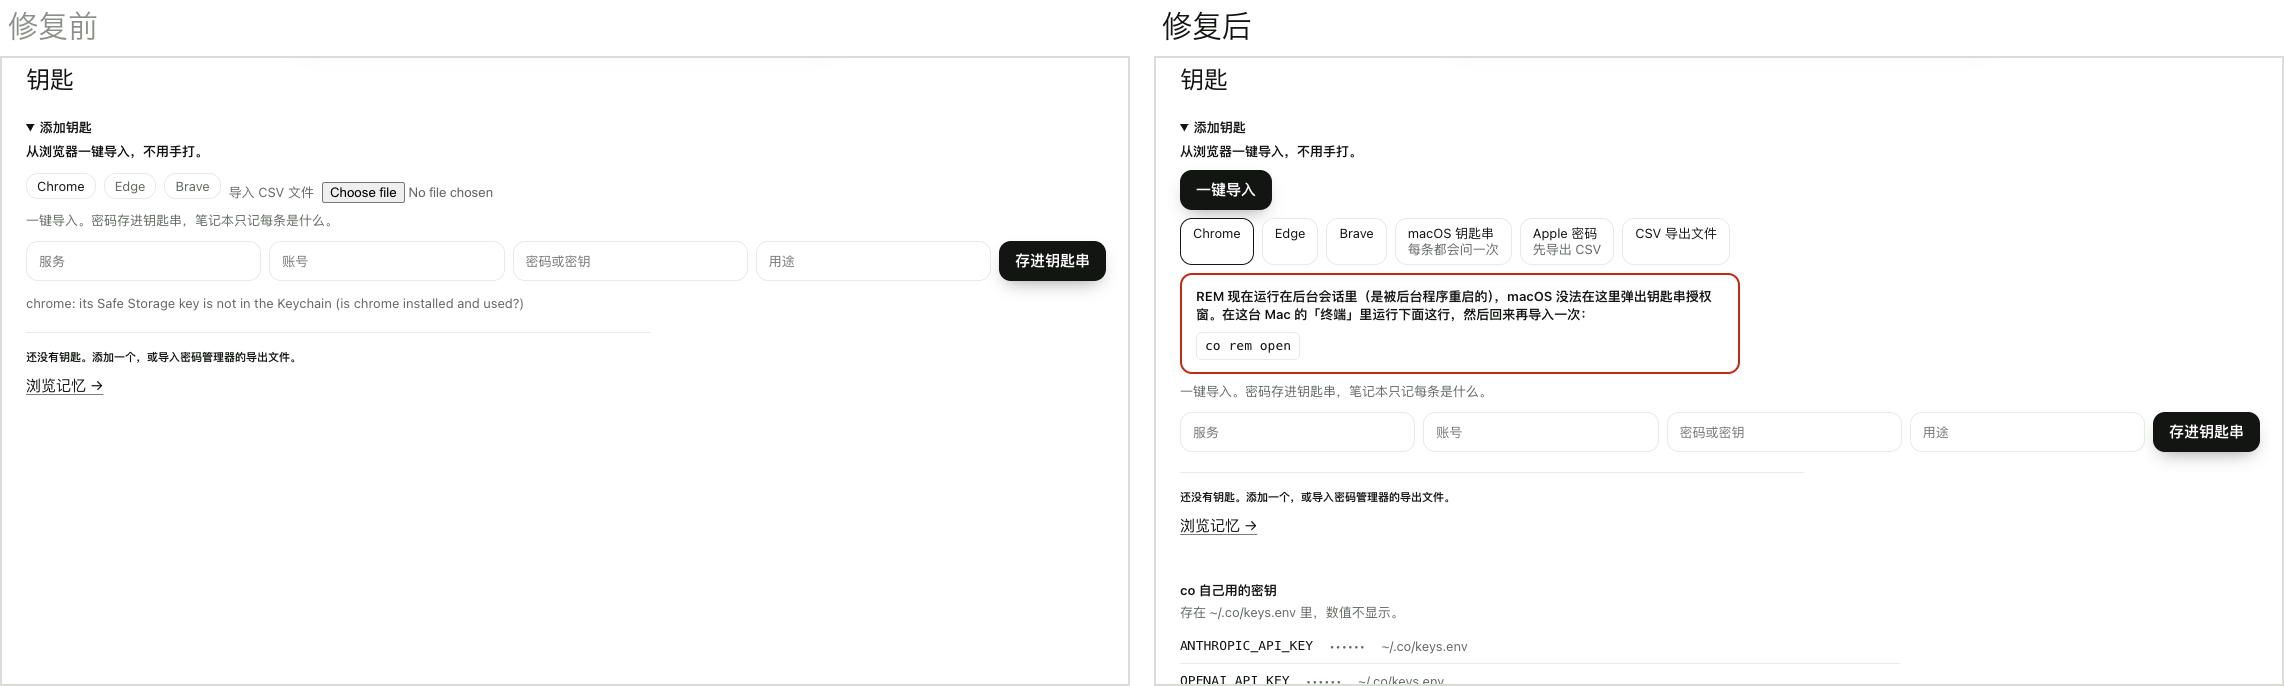 修复前
钥匙
▼ 添加钥匙
从浏览器一键导入，不用手打。
Chrome Edge Brave 导入 CSV 文件 Choose file No file chosen
一键导入。密码存进钥匙串，笔记本只记每条是什么。
服务 账号 密码或密钥 用途 存进钥匙串
chrome: its Safe Storage key is not in the Keychain (is chrome installed and used?)
还没有钥匙。添加一个，或导入密码管理器的导出文件。
浏览记忆 →
修复后
钥匙
▼ 添加钥匙
从浏览器一键导入，不用手打。
一键导入
Chrome Edge Brave macOS 钥匙串 Apple 密码 CSV 导出文件
每条都会问一次 先导出 CSV
REM 现在运行在后台会话里（是被后台程序重启的），macOS 没法在这里弹出钥匙串授权
窗。在这台 Mac 的「终端」里运行下面这行，然后回来再导入一次：
co rem open
一键导入。密码存进钥匙串，笔记本只记每条是什么。
服务 账号 密码或密钥 用途 存进钥匙串
还没有钥匙。添加一个，或导入密码管理器的导出文件。
浏览记忆 →
co 自己用的密钥
存在 ~/.co/keys.env 里，数值不显示。
ANTHROPIC_API_KEY •••••• ~/.co/keys.env
OPENAI_API_KEY •••••• ~/.co/keys.env